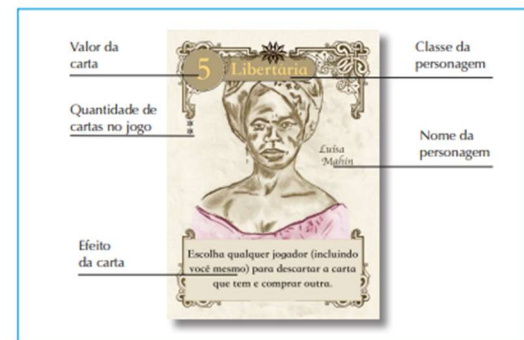 Valor da
carta
Classe da
personagem
5 Libertária
Quantidade de
cartas no jogo
Luísa
Mahin
Nome da
personagem
Efeito
da carta
Escolha qualquer jogador (incluindo
você mesmo) para descartar a carta
que tem e comprar outra.